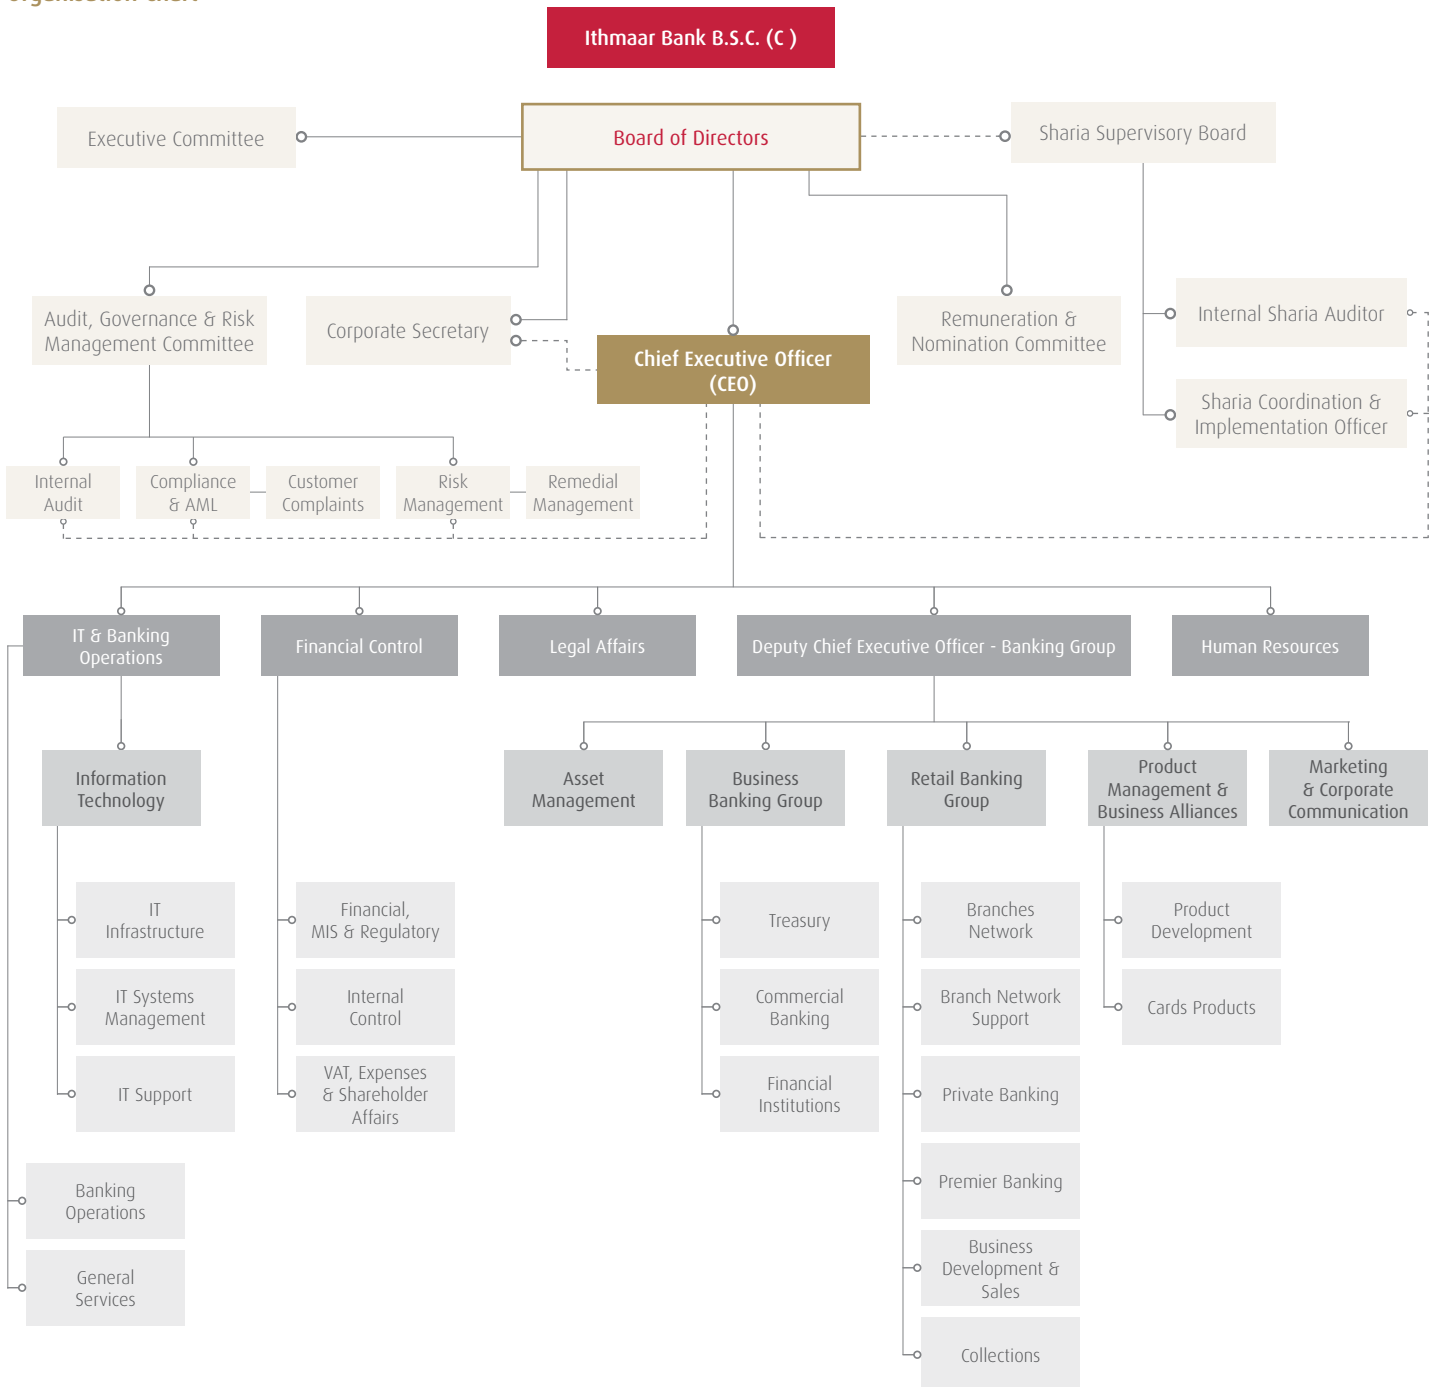 Organisation Chart
Ithmaar Bank B.S.C. (C )
Executive Committee
Board of Directors
Sharia Supervisory Board
Audit, Governance & Risk
Management Committee
Corporate Secretary
Chief Executive Officer
(CEO)
Remuneration &
Nomination Committee
Internal Sharia Auditor
Sharia Coordination &
Implementation Officer
Internal
Audit
Compliance
& AML
Customer
Complaints
Risk
Management
Remedial
Management
IT & Banking
Operations
Financial Control
Legal Affairs
Deputy Chief Executive Officer - Banking Group
Human Resources
Information
Technology
Asset
Management
Business
Banking Group
Retail Banking
Group
Product
Management &
Business Alliances
Marketing
& Corporate
Communication
IT
Infrastructure
Financial,
MIS & Regulatory
Treasury
Branches
Network
Product
Development
IT Systems
Management
Internal
Control
Commercial
Banking
Branch Network
Support
Cards Products
IT Support
VAT, Expenses
& Shareholder
Affairs
Financial
Institutions
Private Banking
Banking
Operations
Premier Banking
General
Services
Business
Development &
Sales
Collections